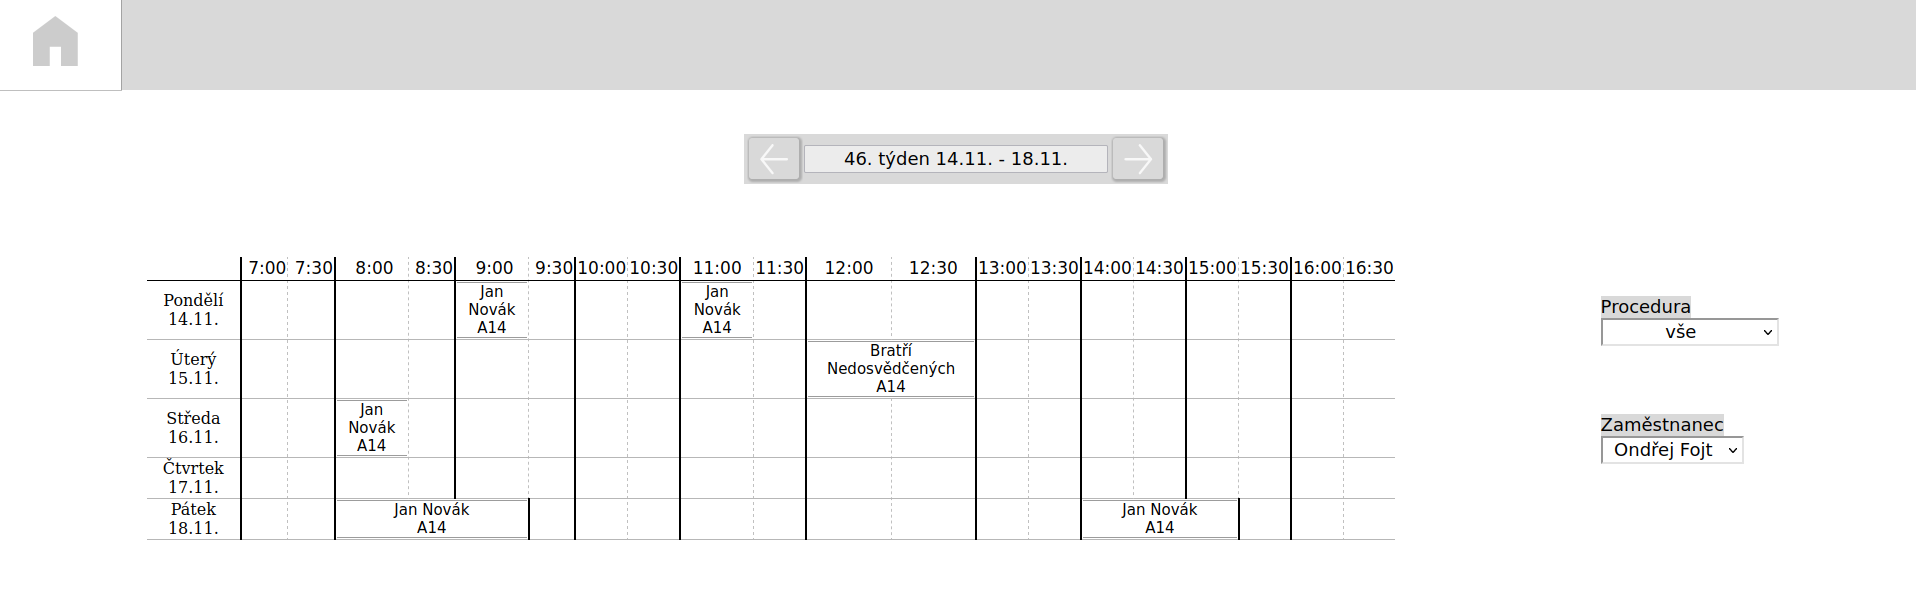 46. týden 14.11. - 18.11.
7:00 7:30 8:00 8:30 9:00 9:30 10:00 10:30 11:00 11:30 12:00 12:30 13:00 13:30 14:00 14:30 15:00 15:30 16:00 16:30
Pondělí
14.11.
Jan
Novák
A14
Jan
Novák
A14
Úterý
15.11.
Bratří
Nedosvědčených
A14
Středa
16.11.
Jan
Novák
A14
Čtvrtek
17.11.
Pátek
18.11.
Jan Novák
A14
Jan Novák
A14
Procedura
vše
Zaměstnanec
Ondřej Fojt